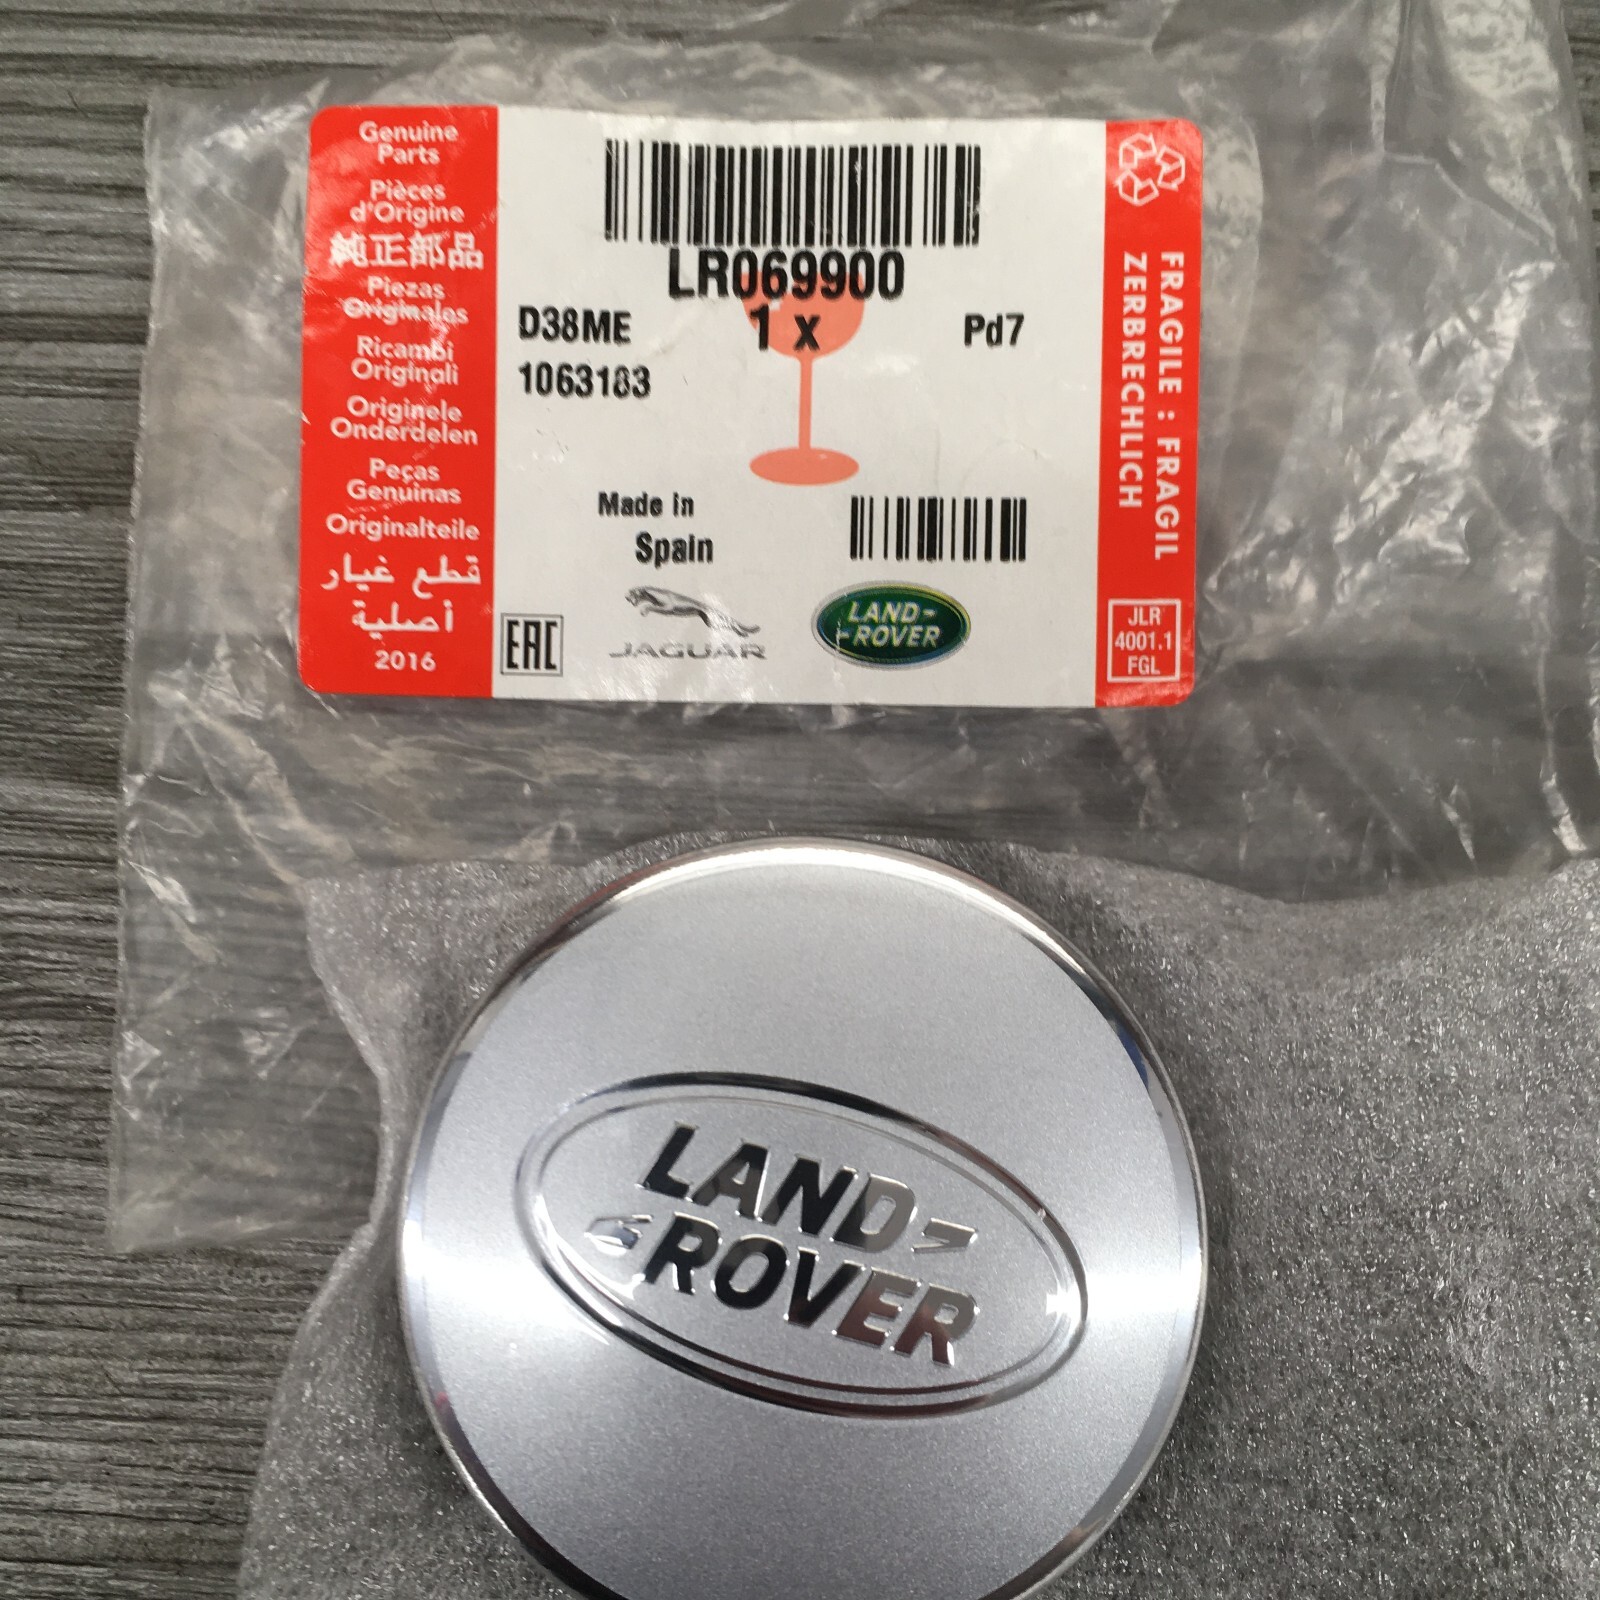 Genuine
Parts
Pièces
d'Origine
純正部品
Piezas
Originales
Ricambi
Originali
Originele
Onderdelen
Peças
Genuinas
Originalteile
قطع غيار
أصلية
2016
LR069900
D38ME
1 x
Pd7
1063183
Made in
Spain
EAC
JAGUAR
LAND-
-ROVER
FRAGILE : FRAGIL
ZERBRECHLICH
JLR
4001.1
FGL
LAND-
-ROVER